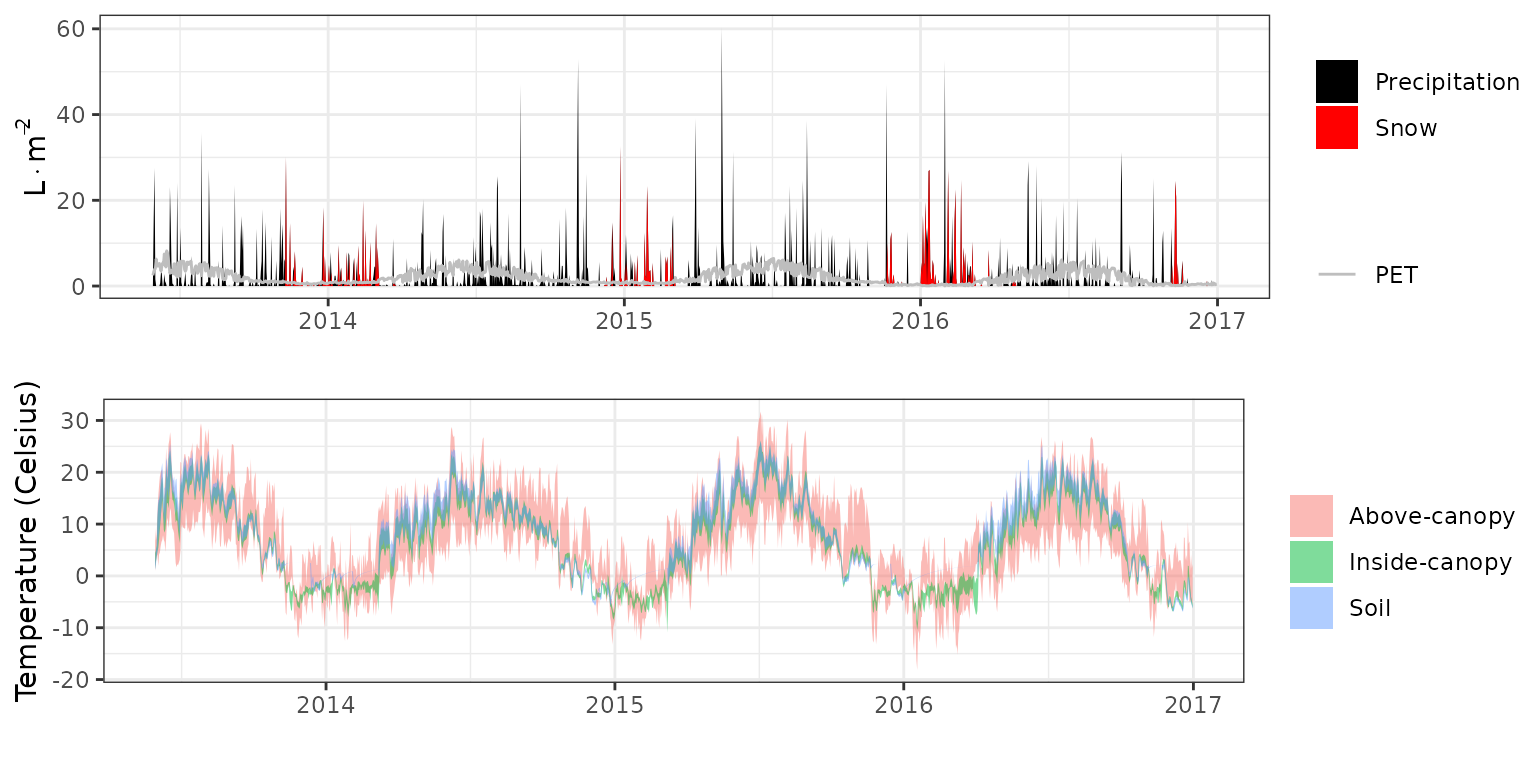 60
40
20
0
L · m⁻²
2014
2015
2016
2017
Precipitation
Snow
PET
30
20
10
0
-10
-20
Temperature (Celsius)
2014
2015
2016
2017
Above-canopy
Inside-canopy
Soil